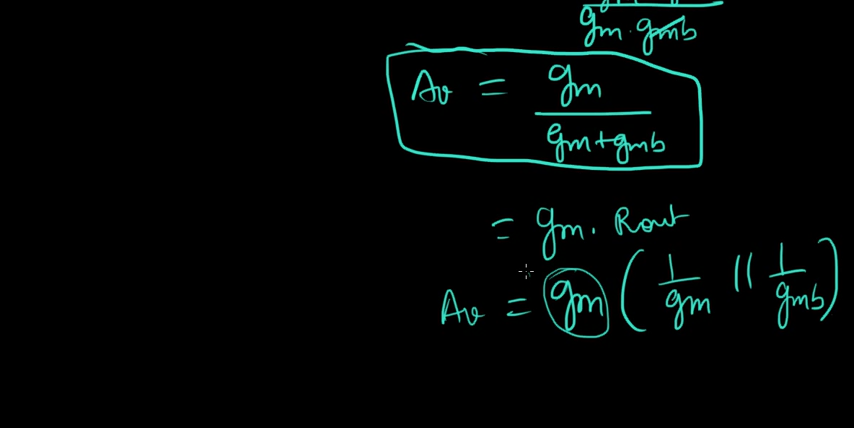 gm · gmb
Av = gm / gm+gmb
= gm . Rout
Av = gm ( 1/gm || 1/gmb )